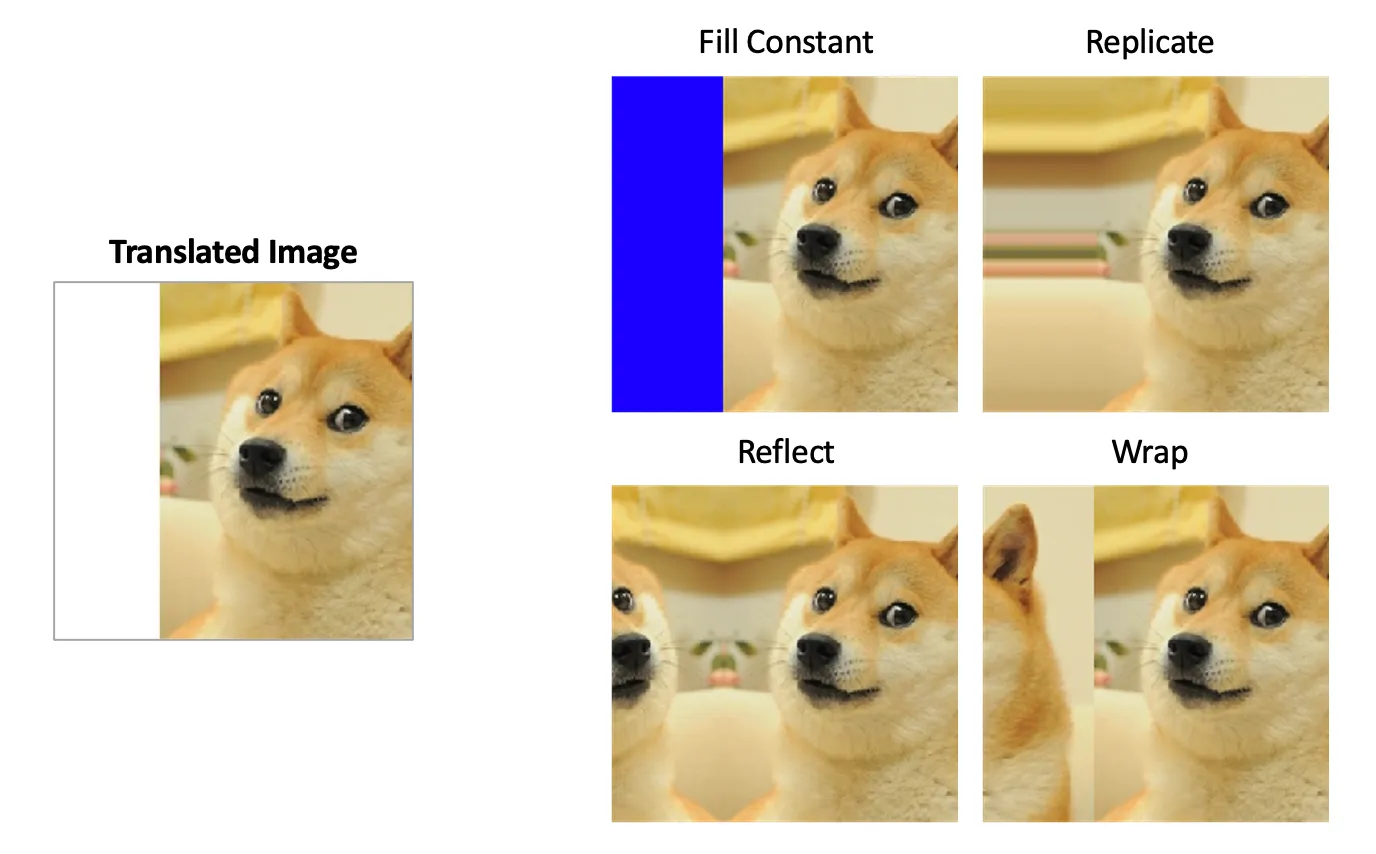 Fill Constant
Replicate
Translated Image
Reflect
Wrap